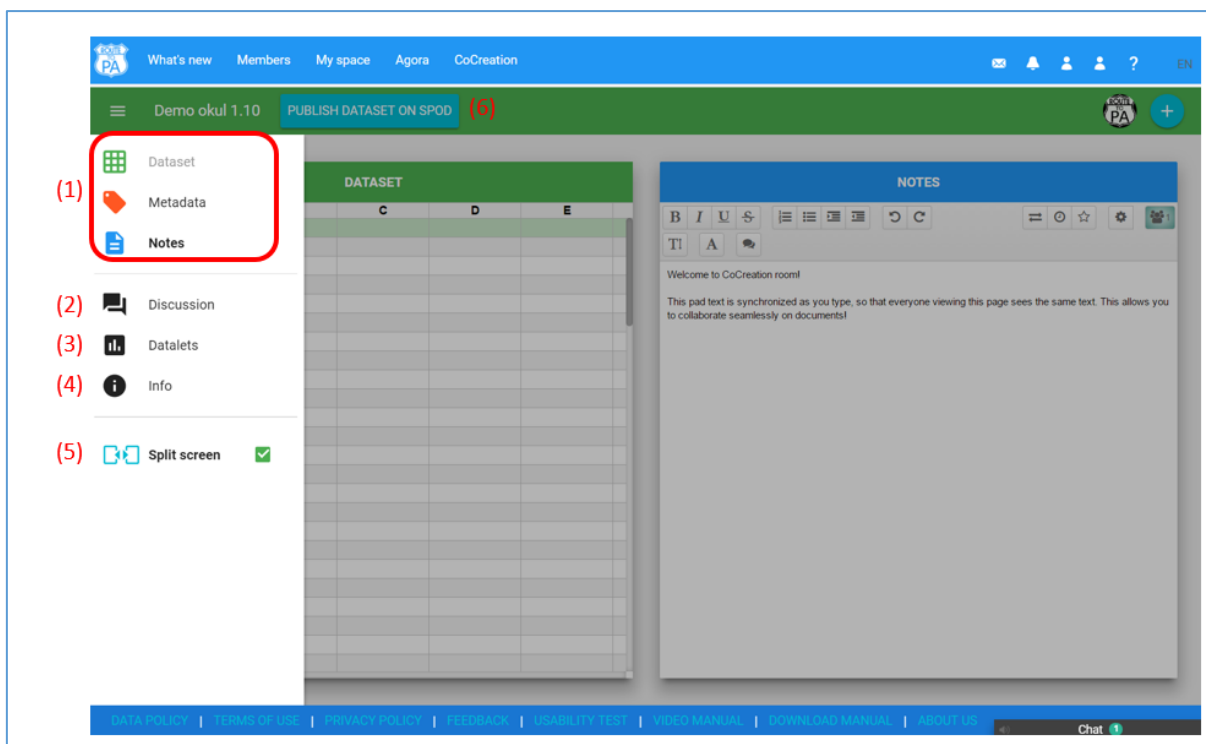 ROUTE TO PA What's new Members My space Agora CoCreation ? EN
Demo okul 1.10 PUBLISH DATASET ON SPOD (6) ROUTE TO PA +
(1)
Dataset
Metadata
Notes
(2) Discussion
(3) Datalets
(4) Info
(5) Split screen
DATASET
C D E
NOTES
B I U S
TI A
1
Welcome to CoCreation room!
This pad text is synchronized as you type, so that everyone viewing this page sees the same text. This allows you
to collaborate seamlessly on documents!
DATA POLICY | TERMS OF USE | PRIVACY POLICY | FEEDBACK | USABILITY TEST | VIDEO MANUAL | DOWNLOAD MANUAL | ABOUT US
Chat 1